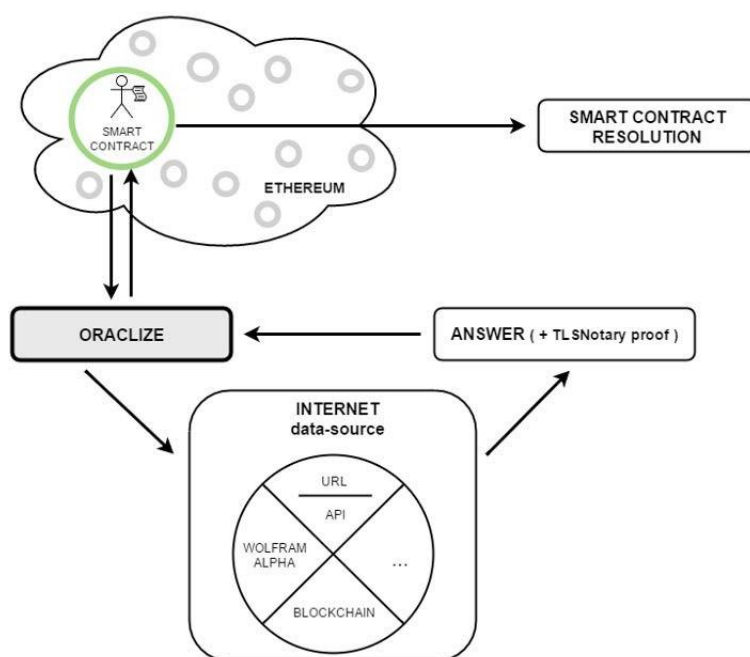 SMART
CONTRACT
ETHEREUM
SMART CONTRACT
RESOLUTION
ORACLIZE
ANSWER ( + TLSNotary proof )
INTERNET
data-source
URL
API
WOLFRAM
ALPHA
...
BLOCKCHAIN